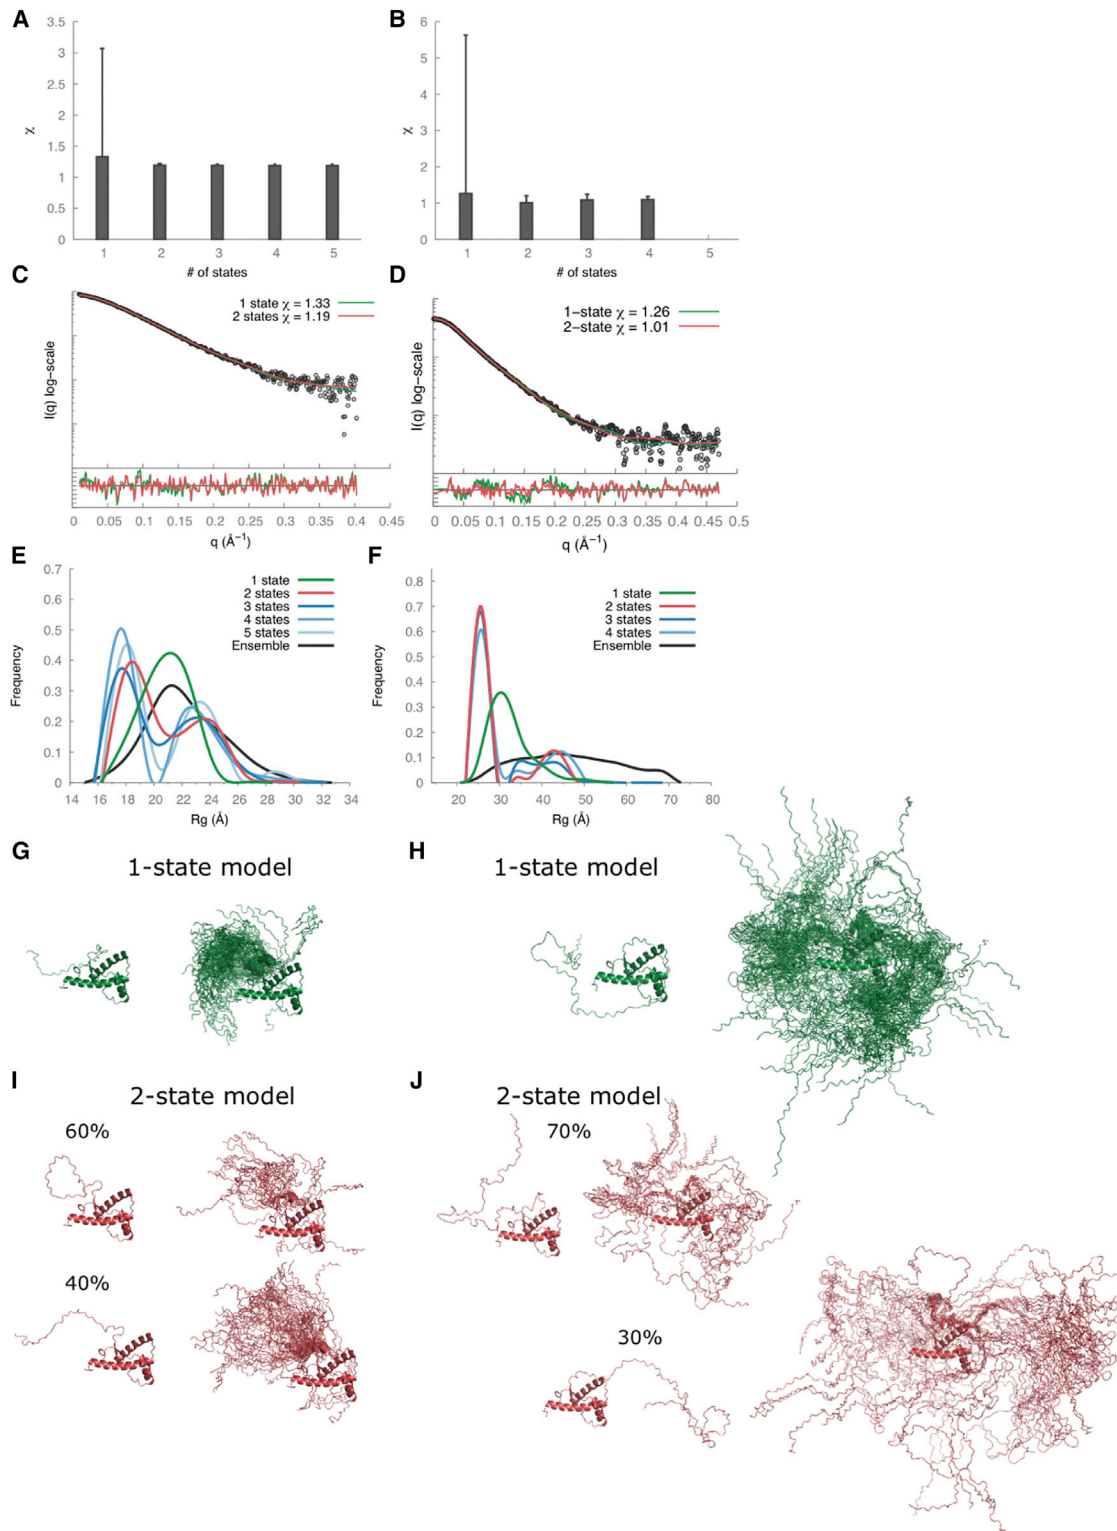 A
B
3.5
3
2.5
2
1.5
1
0.5
0
χ
1 2 3 4 5
# of states
6
5
4
3
2
1
0
χ
1 2 3 4 5
# of states
C
D
1 state χ = 1.33
2 states χ = 1.19
I(q) log−scale
0 0.05 0.1 0.15 0.2 0.25 0.3 0.35 0.4 0.45
q (Å−1)
1−state χ = 1.26
2−state χ = 1.01
I(q) log−scale
0 0.05 0.1 0.15 0.2 0.25 0.3 0.35 0.4 0.45 0.5
q (Å−1)
E
F
0.7
0.6
0.5
0.4
0.3
0.2
0.1
0
Frequency
1 state
2 states
3 states
4 states
5 states
Ensemble
14 16 18 20 22 24 26 28 30 32 34
Rg (Å)
0.8
0.7
0.6
0.5
0.4
0.3
0.2
0.1
0
Frequency
1 state
2 states
3 states
4 states
Ensemble
20 30 40 50 60 70 80
Rg (Å)
G
1-state model
H
1-state model
I
2-state model
60%
40%
J
2-state model
70%
30%